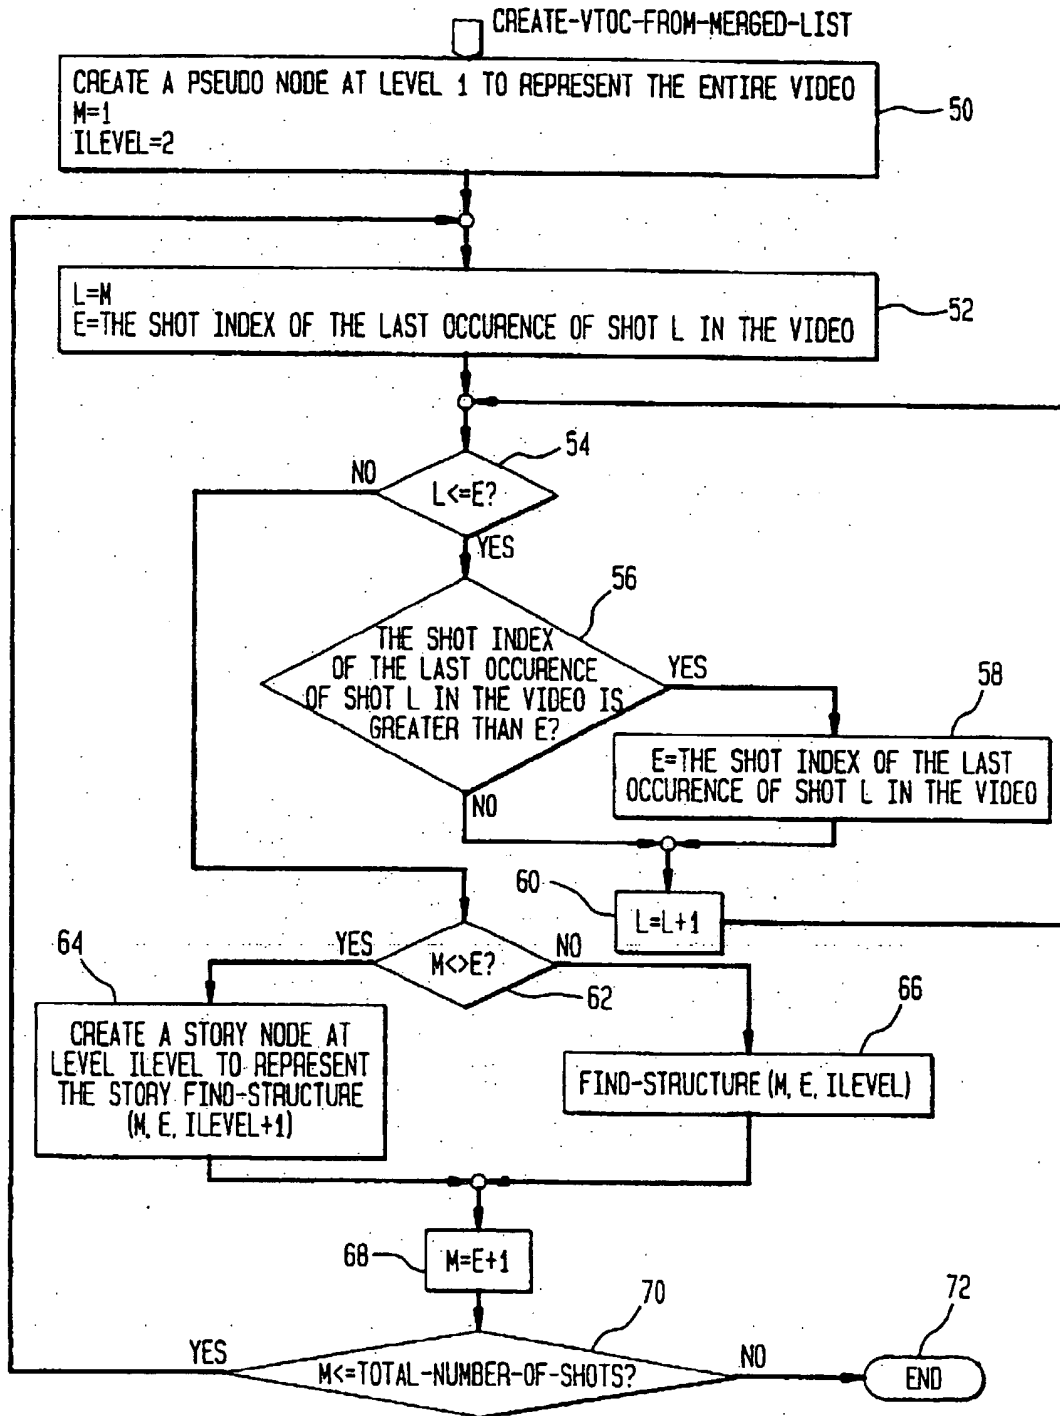 CREATE-VTOC-FROM-MERGED-LIST
CREATE A PSEUDO NODE AT LEVEL 1 TO REPRESENT THE ENTIRE VIDEO
M=1
ILEVEL=2
50
L=M
E=THE SHOT INDEX OF THE LAST OCCURENCE OF SHOT L IN THE VIDEO
52
54
NO
L<=E?
YES
56
THE SHOT INDEX
OF THE LAST OCCURENCE
OF SHOT L IN THE VIDEO IS
GREATER THAN E?
YES
58
E=THE SHOT INDEX OF THE LAST
OCCURENCE OF SHOT L IN THE VIDEO
NO
60
L=L+1
64
YES
M<>E?
NO
62
66
CREATE A STORY NODE AT
LEVEL ILEVEL TO REPRESENT
THE STORY FIND-STRUCTURE
(M, E, ILEVEL+1)
FIND-STRUCTURE (M, E, ILEVEL)
68
M=E+1
70
72
YES
M<=TOTAL-NUMBER-OF-SHOTS?
NO
END